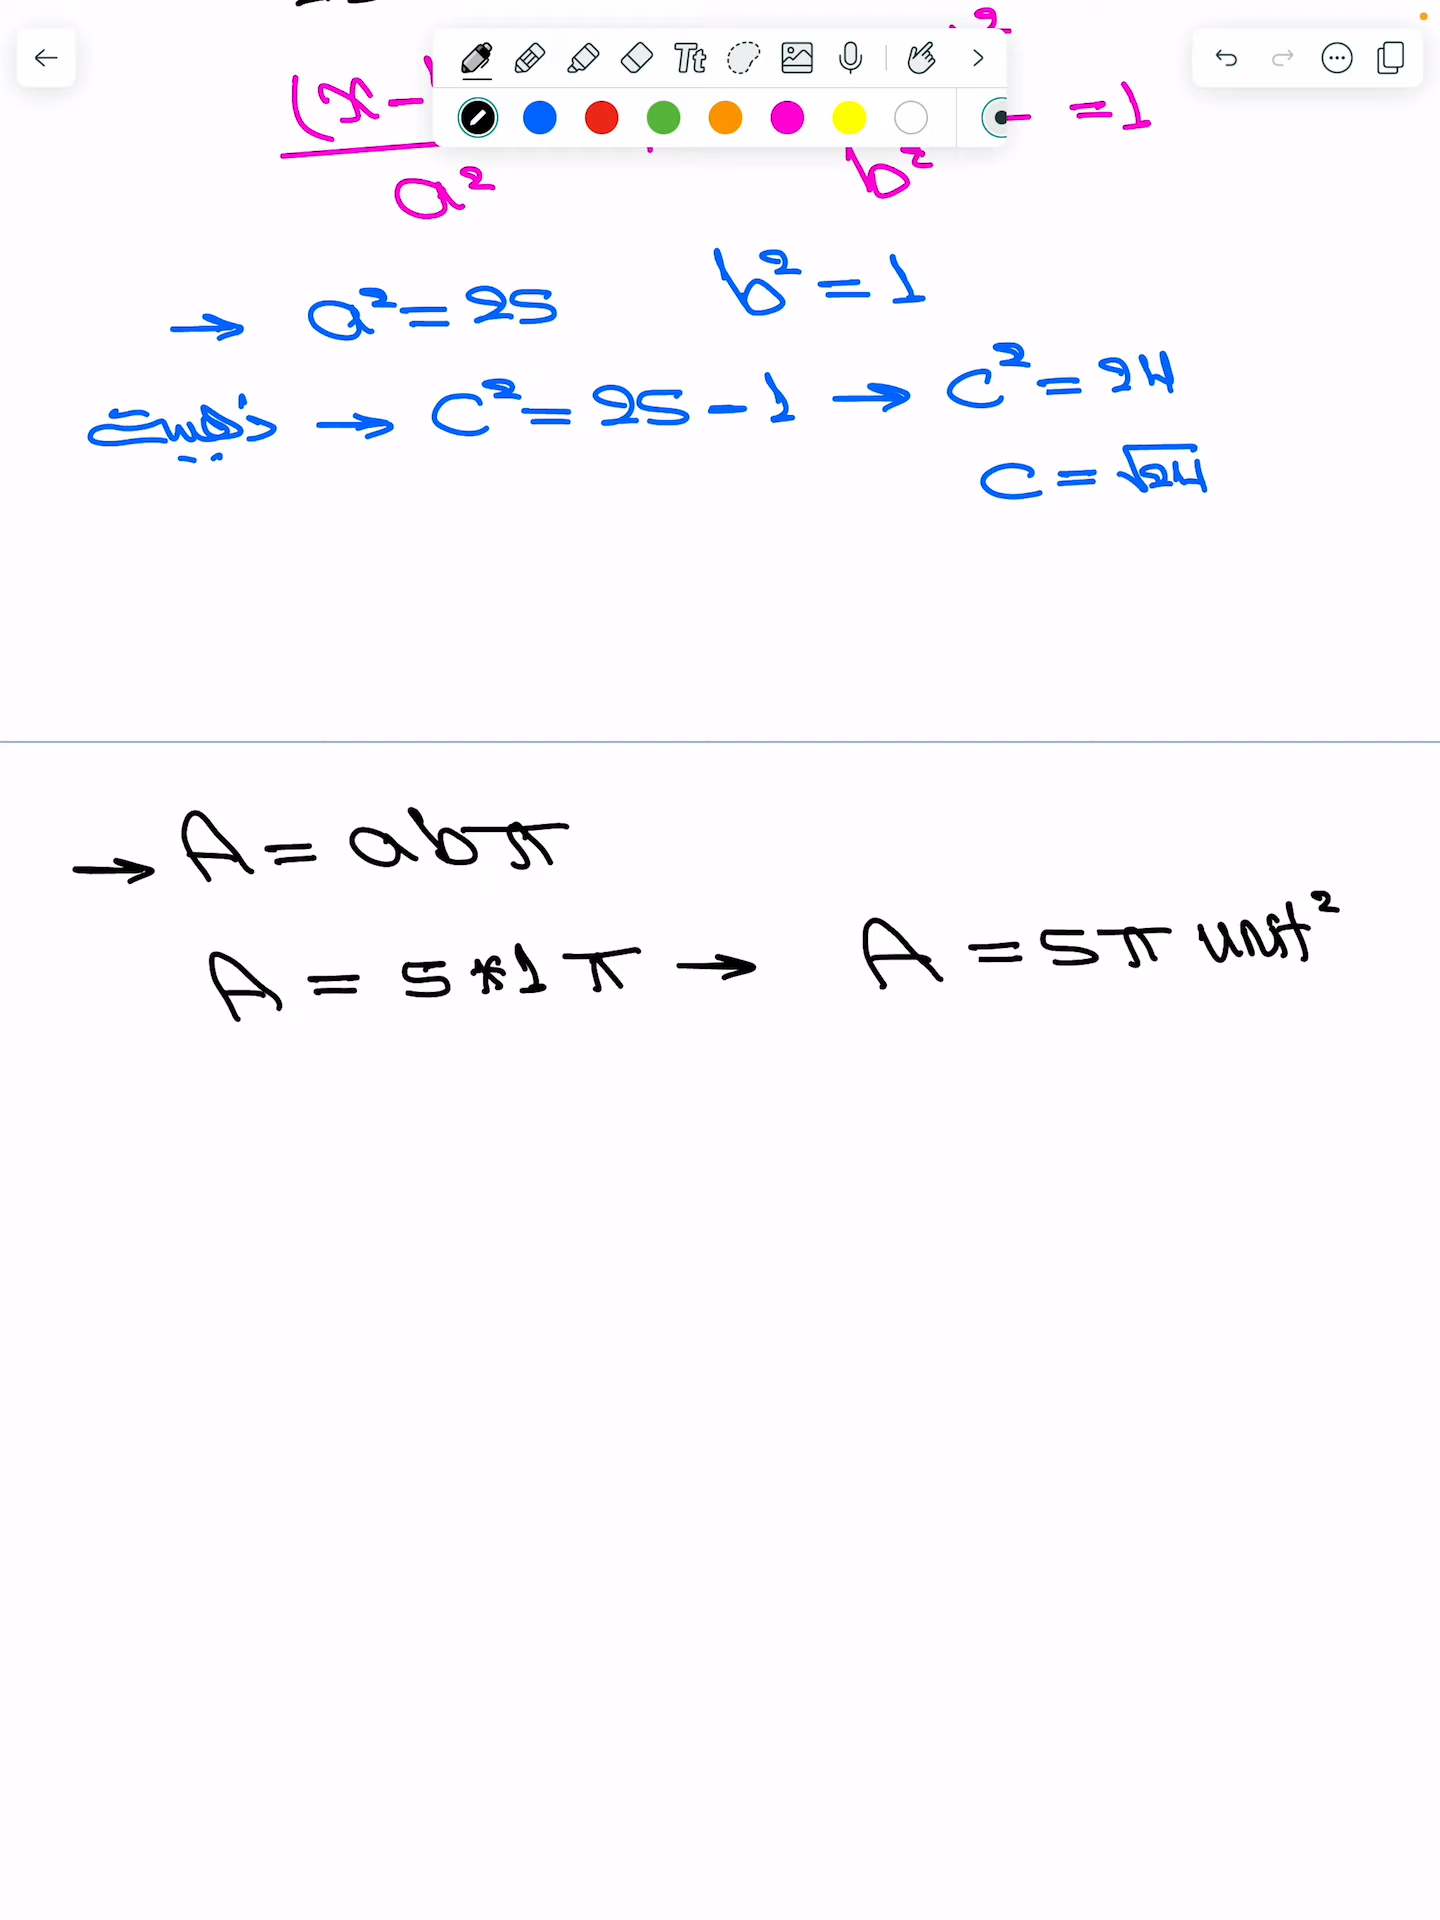 (x-
= 1
a²
b²
→ a² = 25
b² = 1
→ C² = 25 - 1 → C² = 24
C = √24
→ A = abπ
A = 5*1π → A = 5π unit²